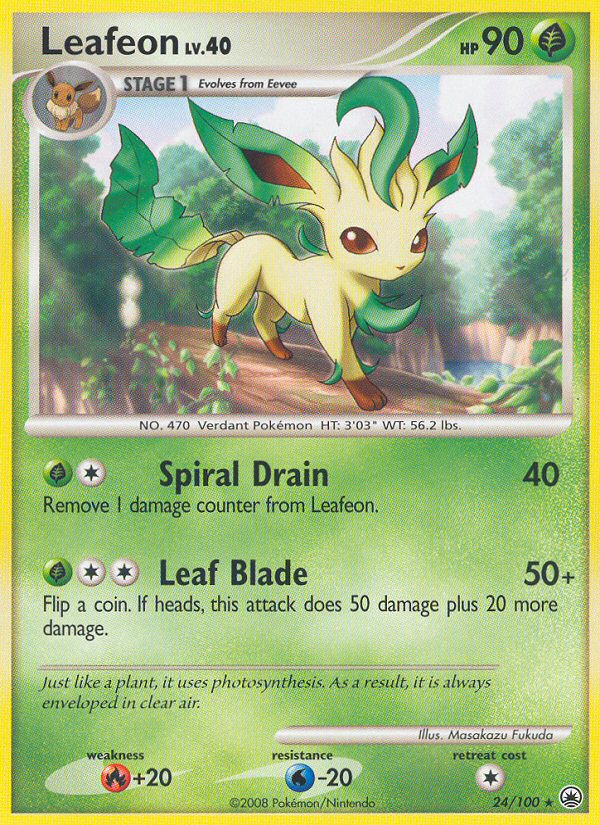 Leafeon LV.40
HP 90
STAGE 1 Evolves from Eevee
NO. 470 Verdant Pokémon HT: 3'03" WT: 56.2 lbs.
Spiral Drain 40
Remove 1 damage counter from Leafeon.
Leaf Blade 50+
Flip a coin. If heads, this attack does 50 damage plus 20 more
damage.
Just like a plant, it uses photosynthesis. As a result, it is always
enveloped in clear air.
Illus. Masakazu Fukuda
weakness resistance retreat cost
+20 -20
©2008 Pokémon/Nintendo 24/100 ★